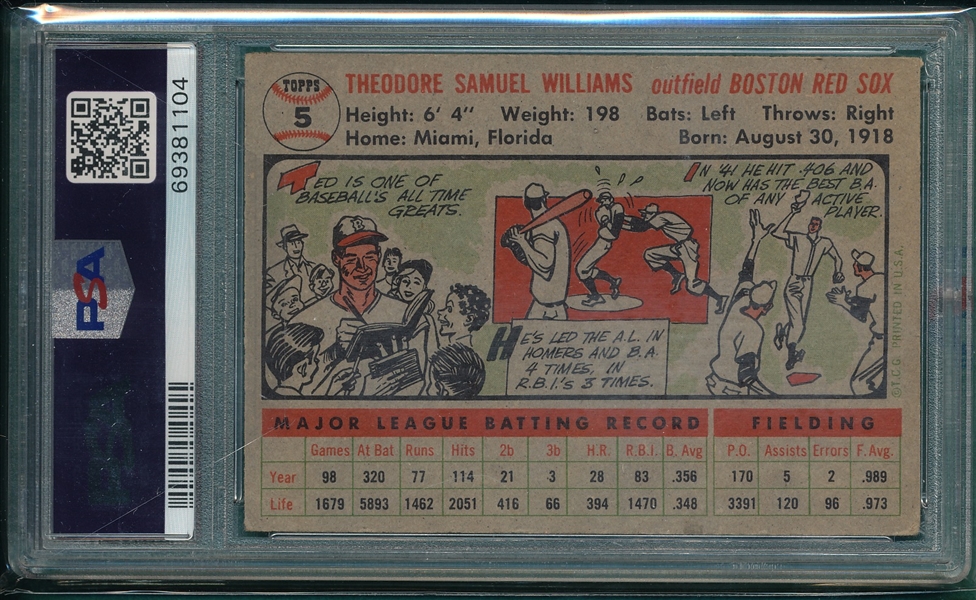 69381104
PSA
TOPPS
5
THEODORE SAMUEL WILLIAMS outfield BOSTON RED SOX
Height: 6' 4" Weight: 198 Bats: Left Throws: Right
Home: Miami, Florida Born: August 30, 1918
TED IS ONE OF
BASEBALL'S ALL TIME
GREATS.
B
HE'S LED THE A.L. IN
HOMERS AND B.A.
4 TIMES, IN
R.B.I.'S 3 TIMES.
IN '41 HE HIT .406 AND
NOW HAS THE BEST B.A.
OF ANY ACTIVE
PLAYER.
©T.C.G. PRINTED IN U.S.A.
MAJOR LEAGUE BATTING RECORD FIELDING
Games At Bat Runs Hits 2b 3b H.R. R.B.I. B. Avg. P.O. Assists Errors F. Avg.
Year 98 320 77 114 21 3 28 83 .356 170 5 2 .989
Life 1679 5893 1462 2051 416 66 394 1470 .348 3391 120 96 .973